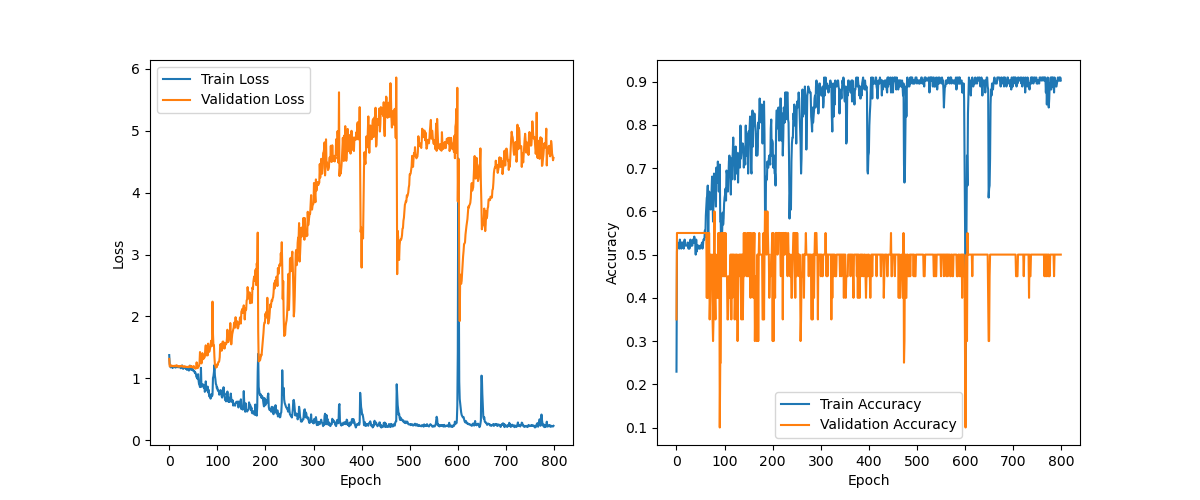 Train Loss
Validation Loss
6
5
4
3
2
1
0
Loss
0 100 200 300 400 500 600 700 800
Epoch
0.9
0.8
0.7
0.6
0.5
0.4
0.3
0.2
0.1
Accuracy
Train Accuracy
Validation Accuracy
0 100 200 300 400 500 600 700 800
Epoch